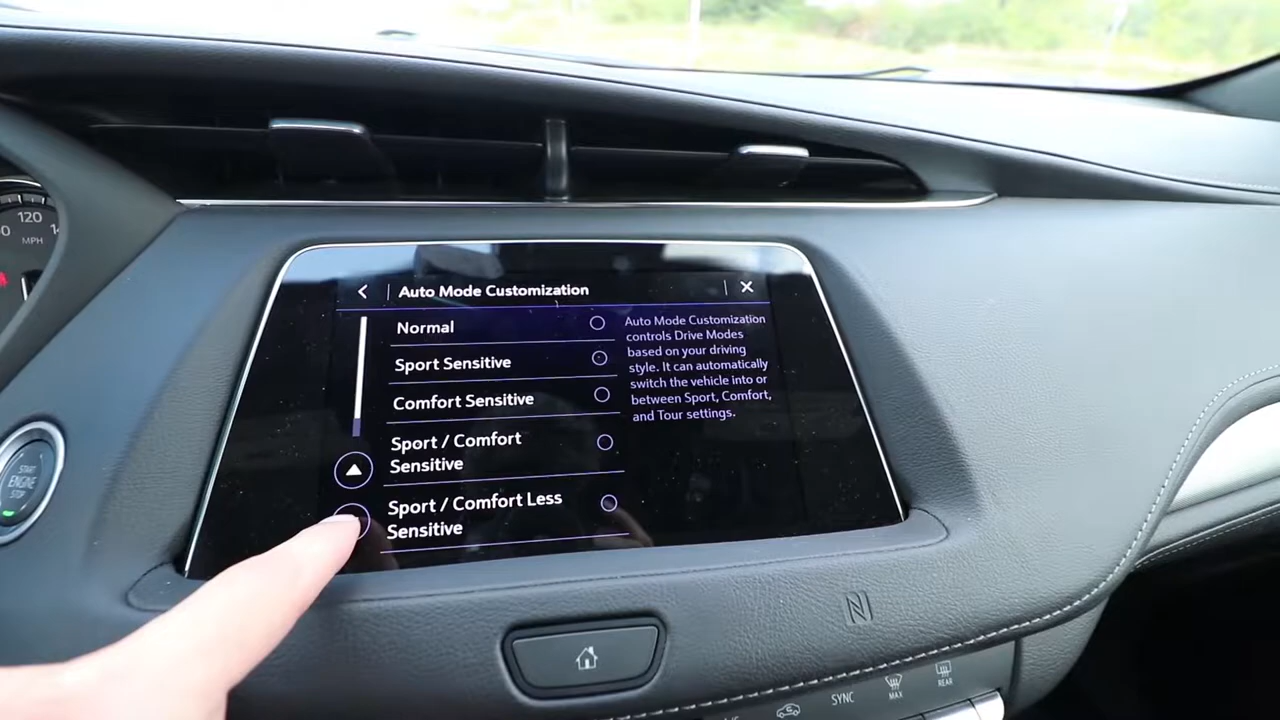 120
MPH
Auto Mode Customization
Normal
Sport Sensitive
Comfort Sensitive
Sport / Comfort
Sensitive
Sport / Comfort Less
Sensitive
Auto Mode Customization
controls Drive Modes
based on your driving
style. It can automatically
switch the vehicle into or
between Sport, Comfort,
and Tour settings.
START
ENGINE
STOP
SYNC
MAX
REAR